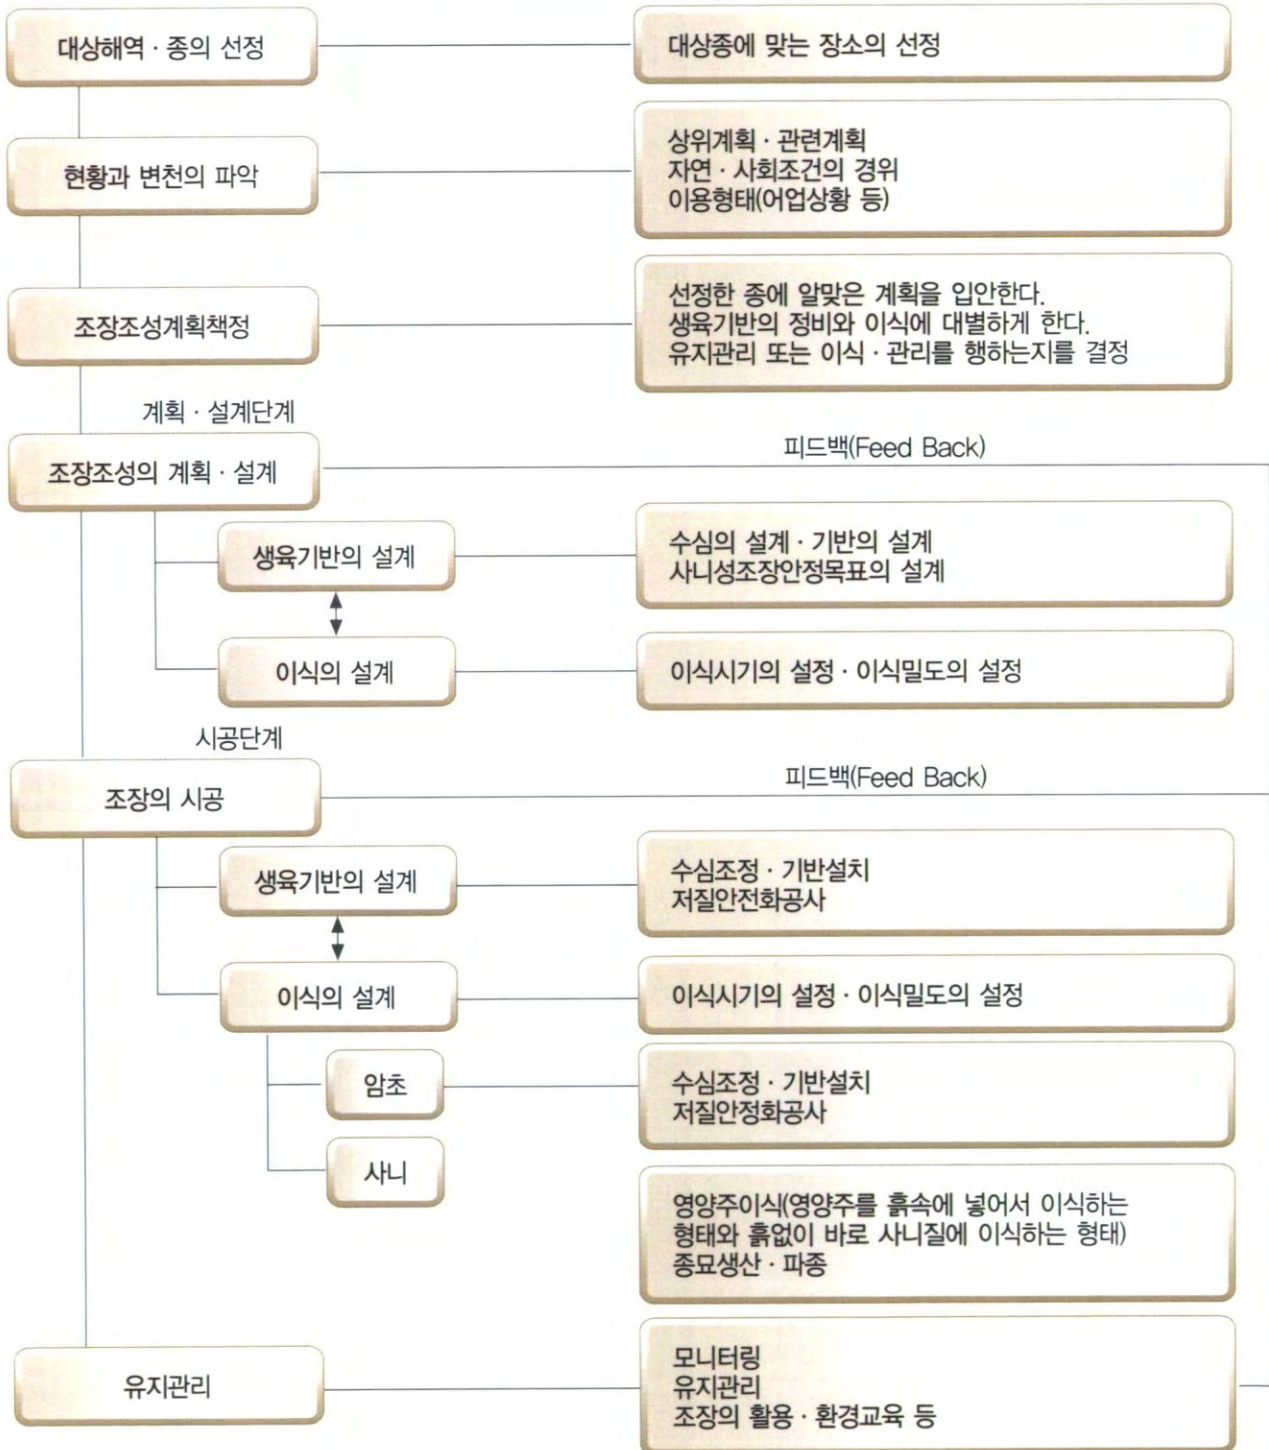 대상해역 · 종의 선정
대상종에 맞는 장소의 선정
현황과 변천의 파악
상위계획 · 관련계획
자연 · 사회조건의 경위
이용형태(어업상황 등)
조장조성계획책정
선정한 종에 알맞은 계획을 입안한다.
생육기반의 정비와 이식에 대별하게 한다.
유지관리 또는 이식 · 관리를 행하는지를 결정
계획 · 설계단계
조장조성의 계획 · 설계
피드백(Feed Back)
생육기반의 설계
수심의 설계 · 기반의 설계
사니성조장안정목표의 설계
이식의 설계
이식시기의 설정 · 이식밀도의 설정
시공단계
조장의 시공
피드백(Feed Back)
생육기반의 설계
수심조정 · 기반설치
저질안전화공사
이식의 설계
이식시기의 설정 · 이식밀도의 설정
암초
수심조정 · 기반설치
저질안정화공사
사니
영양주이식(영양주를 흙속에 넣어서 이식하는
형태와 흙없이 바로 사니질에 이식하는 형태)
종묘생산 · 파종
유지관리
모니터링
유지관리
조장의 활용 · 환경교육 등